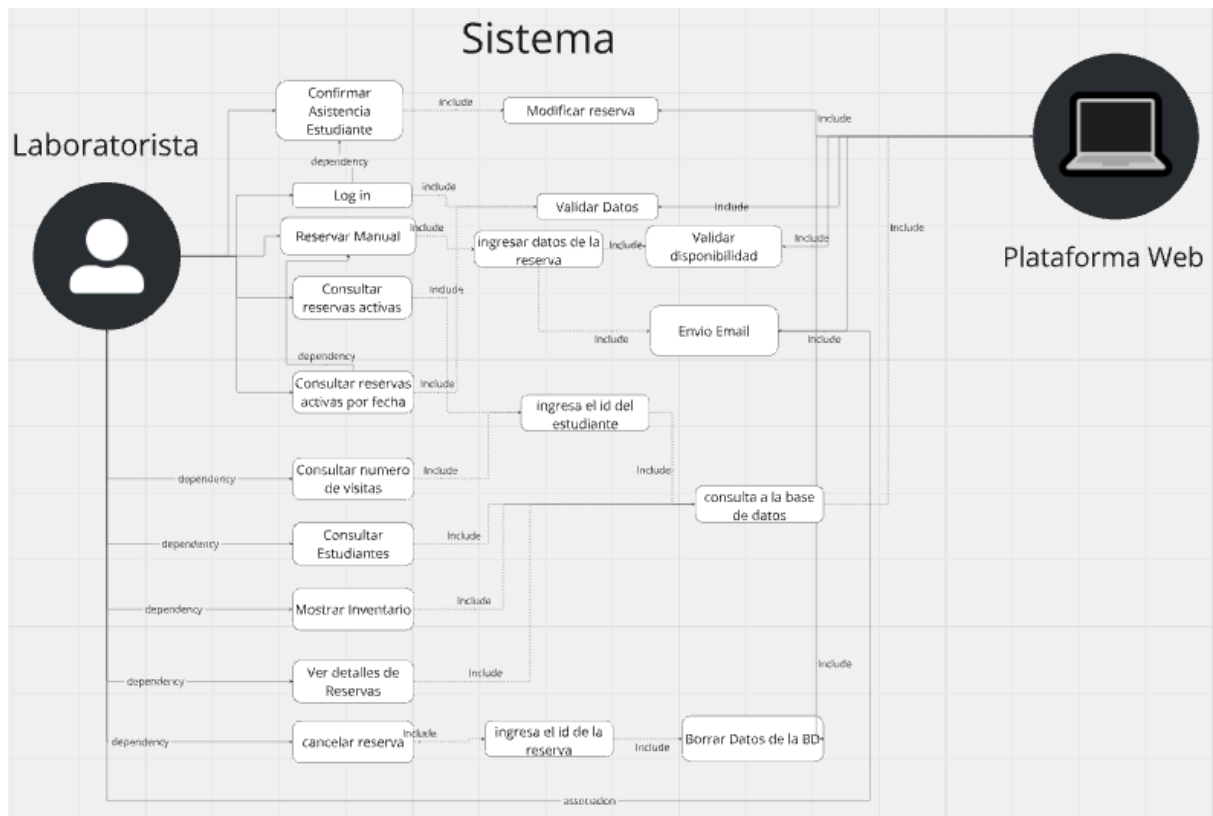 Sistema
Confirmar
Asistencia
Estudiante
Include
Modificar reserva
Include
Laboratorista
dependency
Log in
include
Validar Datos
Include
Reservar Manual
Include
ingresar datos de la
reserva
Include
Validar
disponibilidad
Include
Include
Plataforma Web
Consultar
reservas activas
Include
Envio Email
Include
Include
dependency
Consultar reservas
activas por fecha
Include
ingresa el id del
estudiante
dependency
Consultar numero
de visitas
Include
Include
consulta a la base
de datos
dependency
Consultar
Estudiantes
Include
dependency
Mostrar Inventario
Include
dependency
Ver detalles de
Reservas
Include
Include
dependency
cancelar reserva
Include
ingresa el id de la
reserva
Include
Borrar Datos de la BD
association